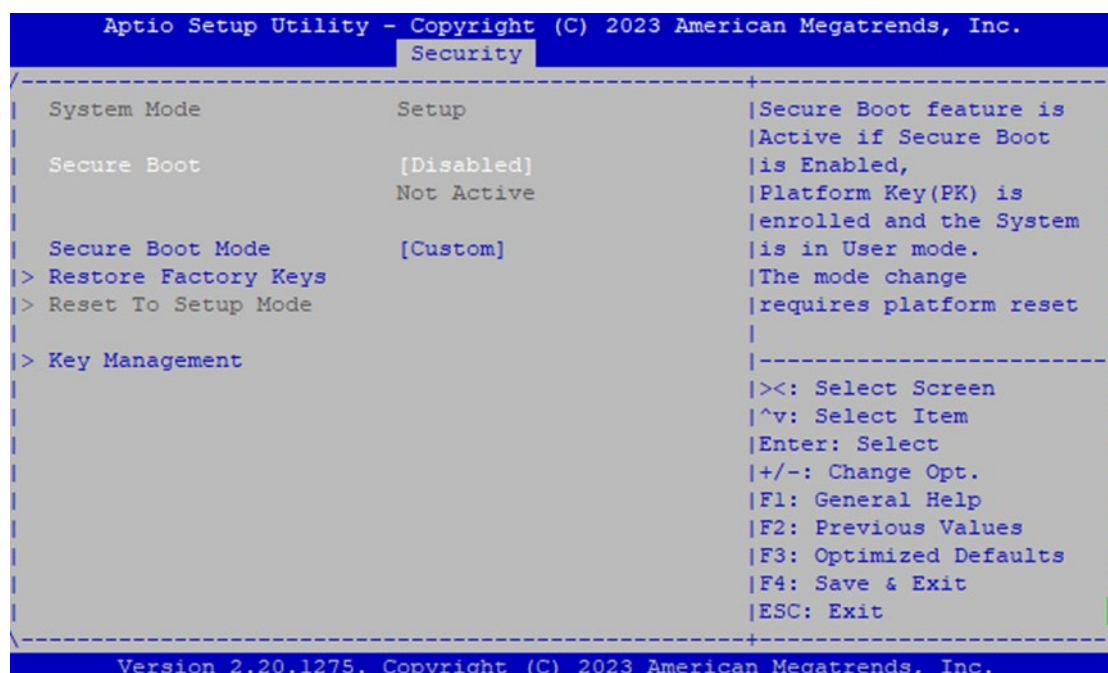 Aptio Setup Utility - Copyright (C) 2023 American Megatrends, Inc.
Security
System Mode Setup
Secure Boot [Disabled]
Not Active
Secure Boot Mode [Custom]
> Restore Factory Keys
> Reset To Setup Mode
> Key Management
Secure Boot feature is
Active if Secure Boot
is Enabled,
Platform Key(PK) is
enrolled and the System
is in User mode.
The mode change
requires platform reset
><: Select Screen
^v: Select Item
Enter: Select
+/-: Change Opt.
F1: General Help
F2: Previous Values
F3: Optimized Defaults
F4: Save & Exit
ESC: Exit
Version 2.20.1275. Copyright (C) 2023 American Megatrends, Inc.